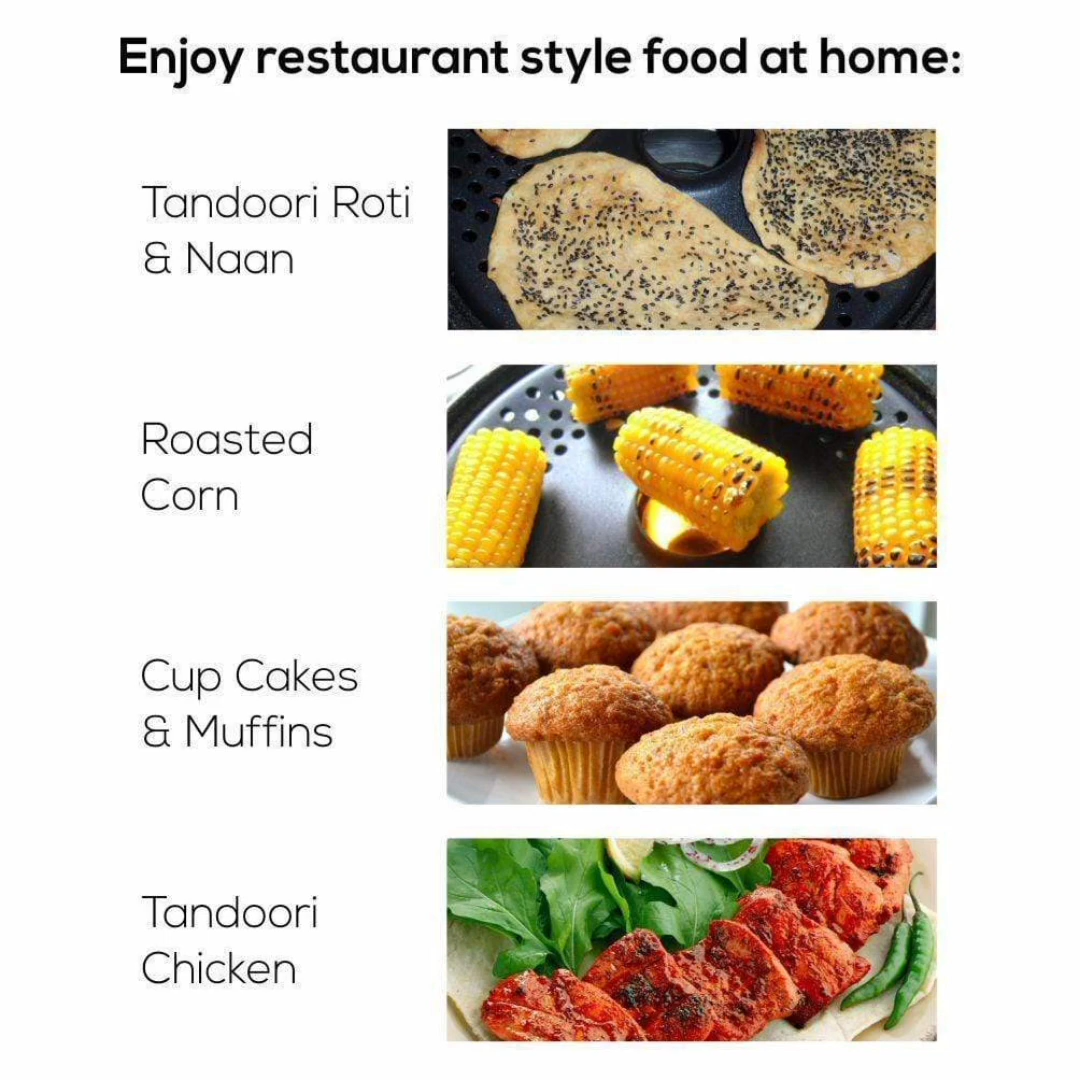 Enjoy restaurant style food at home:
Tandoori Roti
& Naan
Roasted
Corn
Cup Cakes
& Muffins
Tandoori
Chicken